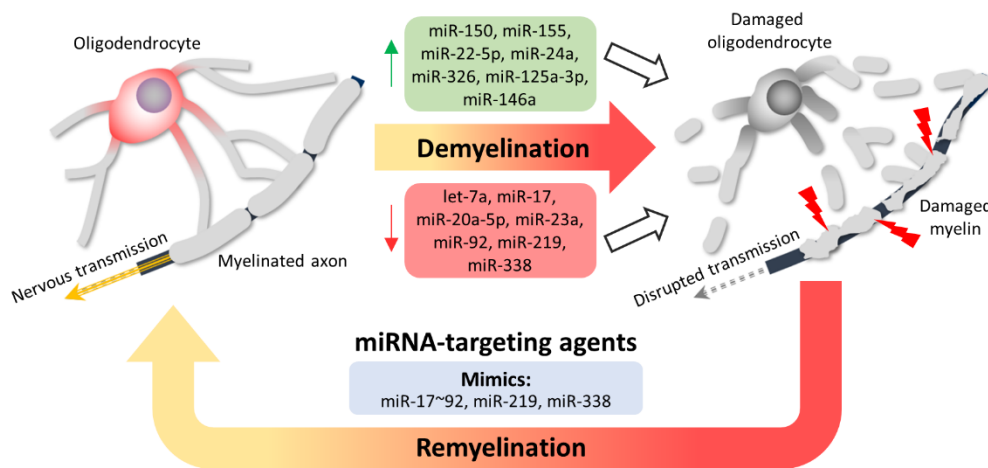 Oligodendrocyte
miR-150, miR-155,
miR-22-5p, miR-24a,
miR-326, miR-125a-3p,
miR-146a
Damaged
oligodendrocyte
Demyelination
let-7a, miR-17,
miR-20a-5p, miR-23a,
miR-92, miR-219,
miR-338
Nervous transmission
Myelinated axon
Damaged
myelin
Disrupted transmission
miRNA-targeting agents
Mimics:
miR-17~92, miR-219, miR-338
Remyelination